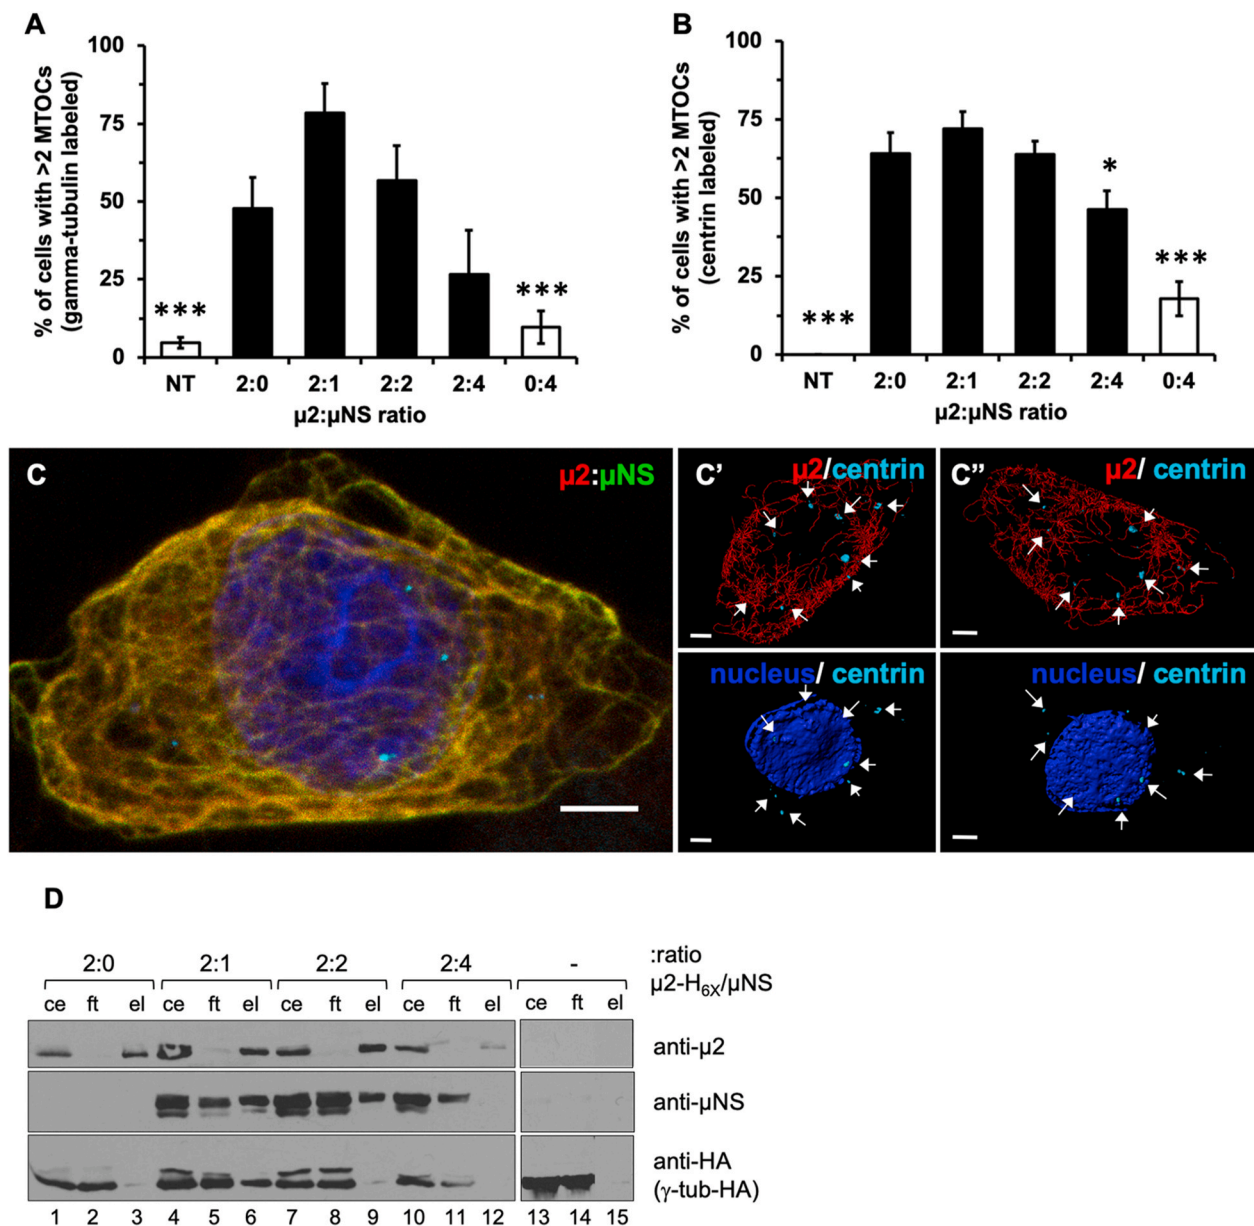 A
% of cells with >2 MTOCs
(gamma-tubulin labeled)
100
75
50
25
0
***
***
NT 2:0 2:1 2:2 2:4 0:4
µ2:µNS ratio
B
% of cells with >2 MTOCs
(centrin labeled)
100
75
50
25
0
***
*
***
NT 2:0 2:1 2:2 2:4 0:4
µ2:µNS ratio
C
µ2:µNS
C'
µ2/centrin
nucleus/ centrin
C"
µ2/ centrin
nucleus/ centrin
D
2:0 2:1 2:2 2:4 - :ratio
µ2-H6X/µNS
ce ft el ce ft el ce ft el ce ft el ce ft el
anti-µ2
anti-µNS
anti-HA
(γ-tub-HA)
1 2 3 4 5 6 7 8 9 10 11 12 13 14 15